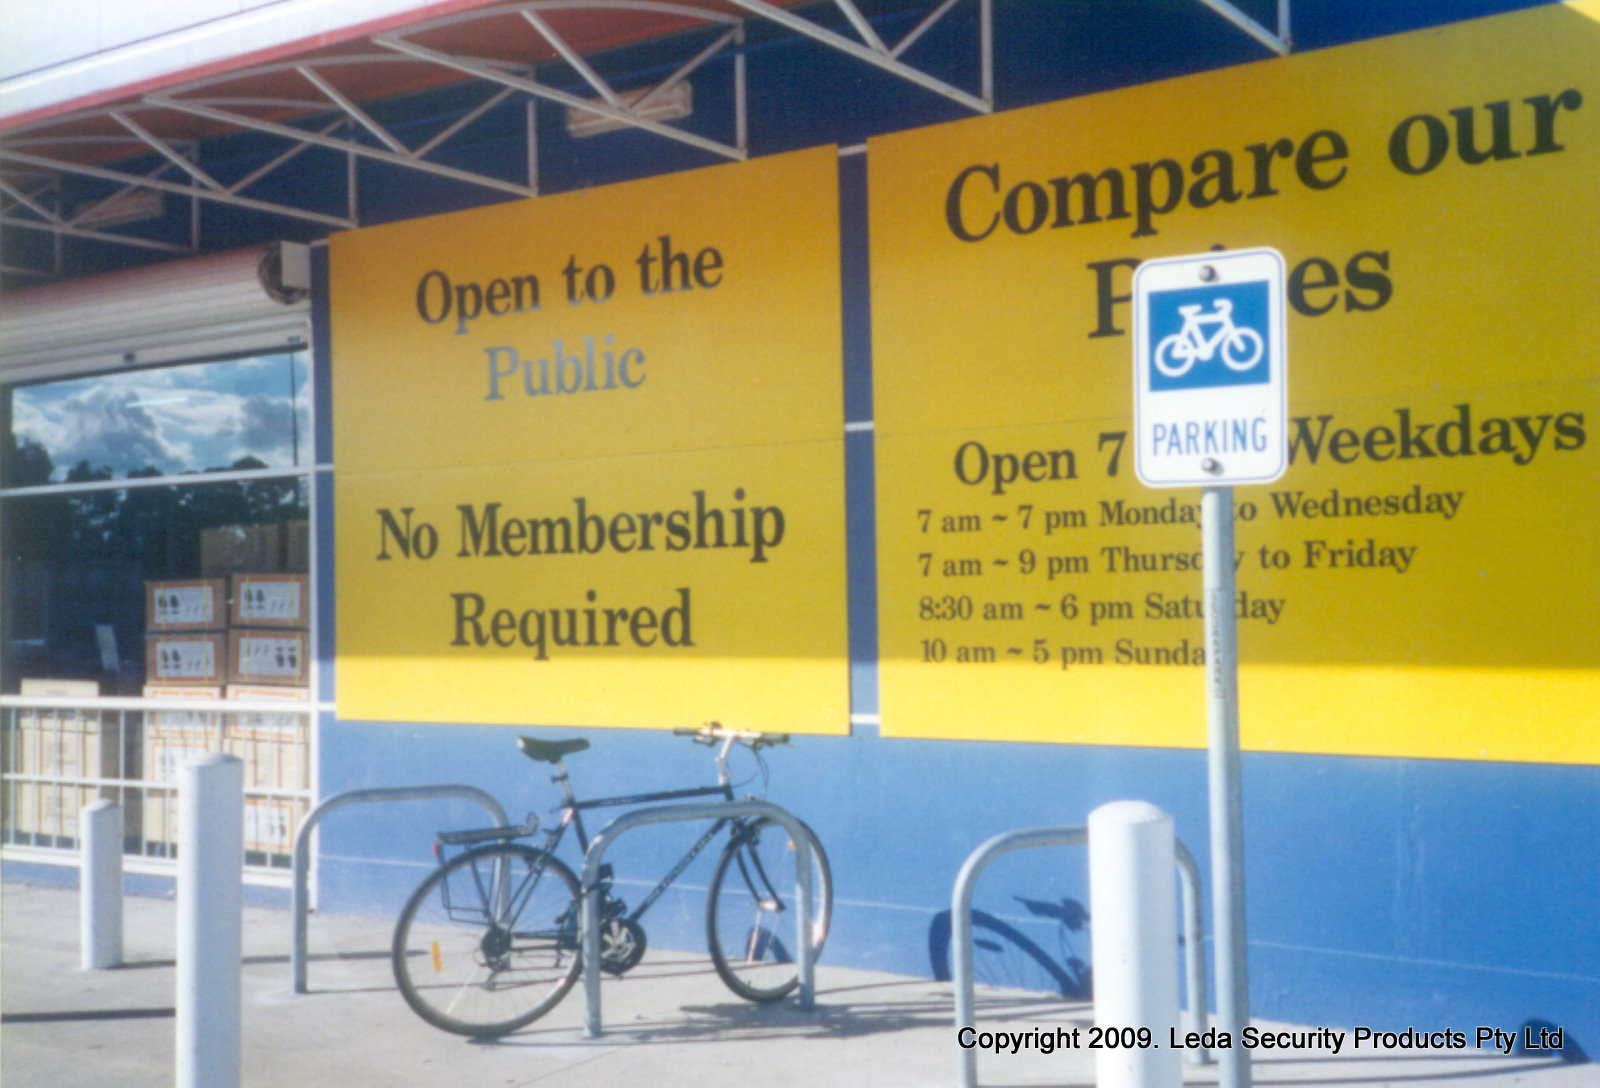 Open to the
Public
No Membership
Required
Compare our
P es
Open 7 Weekdays
7 am ~ 7 pm Monday to Wednesday
7 am ~ 9 pm Thursd y to Friday
8:30 am ~ 6 pm Satu day
10 am ~ 5 pm Sunda
PARKING
Copyright 2009. Leda Security Products Pty Ltd